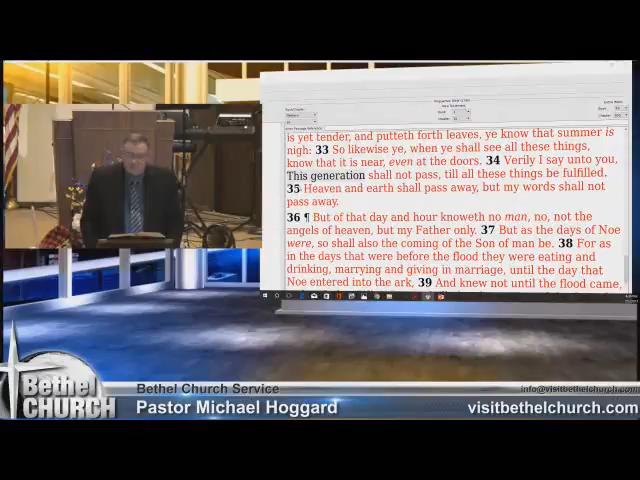 is yet tender, and putteth forth leaves, ye know that summer is
nigh: 33 So likewise ye, when ye shall see all these things,
know that it is near, even at the doors. 34 Verily I say unto you,
This generation shall not pass, till all these things be fulfilled.
35 Heaven and earth shall pass away, but my words shall not
pass away.
36 ¶ But of that day and hour knoweth no man, no, not the
angels of heaven, but my Father only. 37 But as the days of Noe
were, so shall also the coming of the Son of man be. 38 For as
in the days that were before the flood they were eating and
drinking, marrying and giving in marriage, until the day that
Noe entered into the ark, 39 And knew not until the flood came,
Bethel
CHURCH
Bethel Church Service
info@visitbethelchurch.com
Pastor Michael Hoggard
visitbethelchurch.com